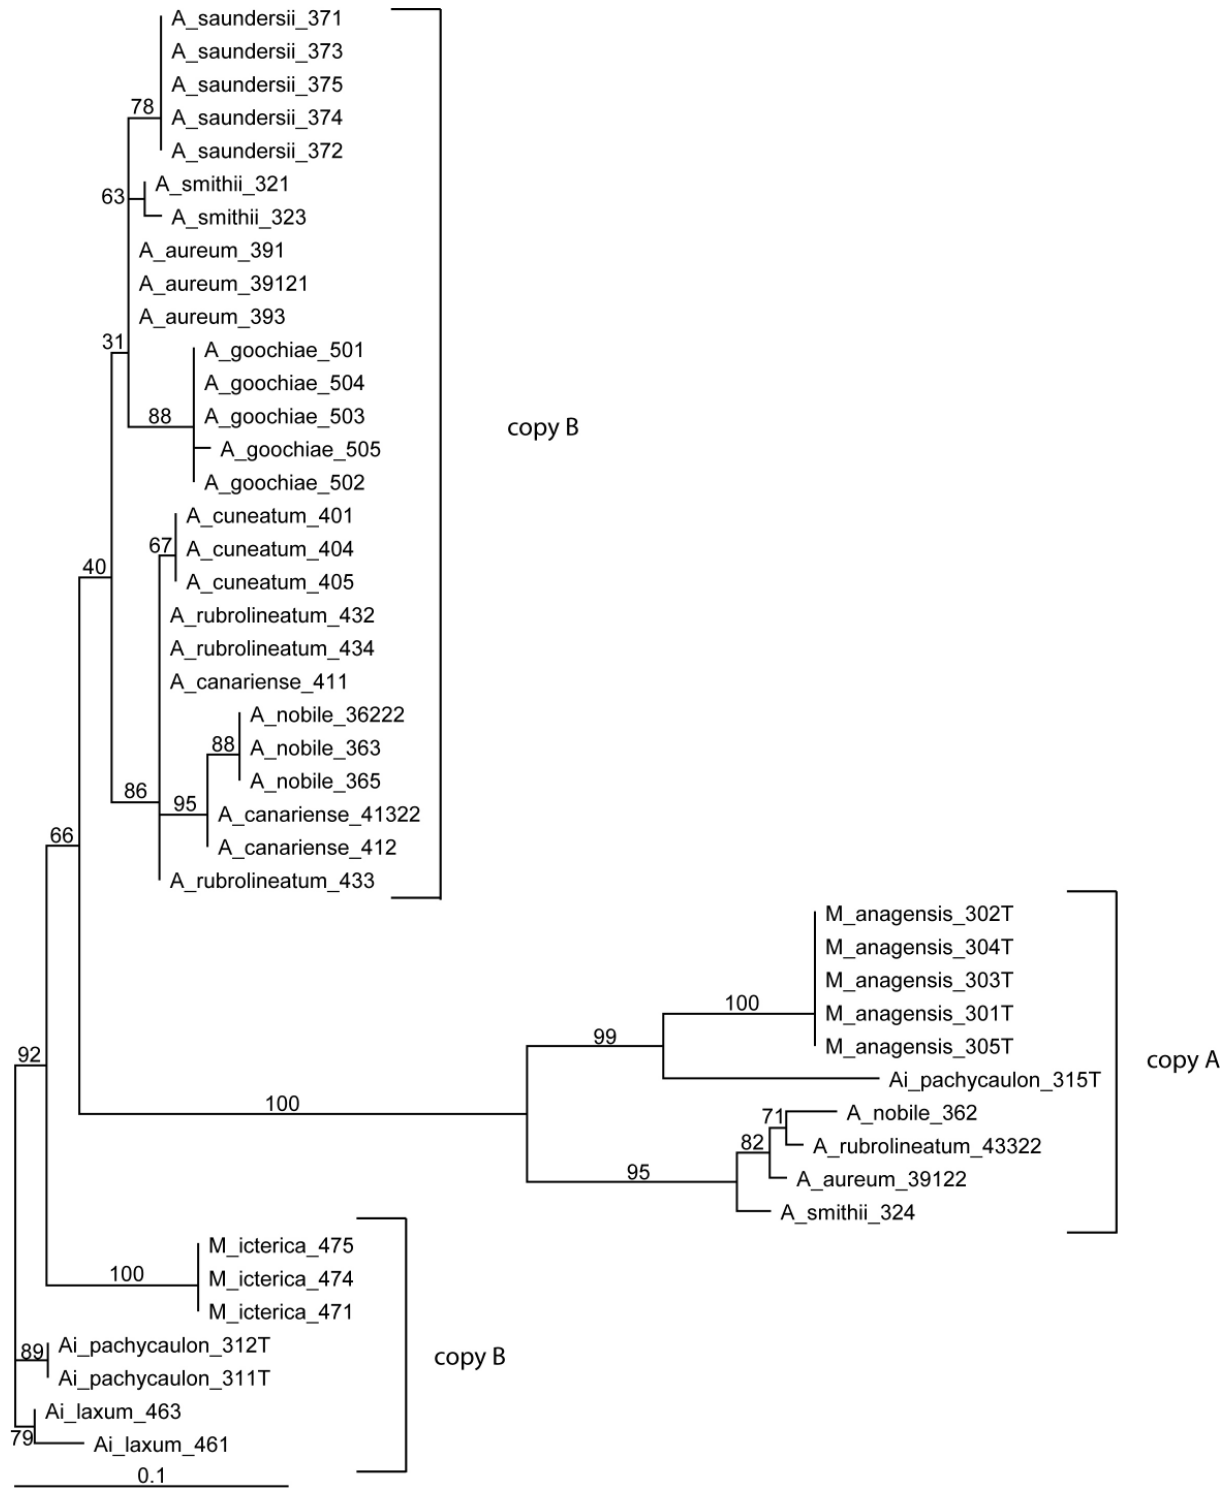 A_saundersii_371
A_saundersii_373
A_saundersii_375
78
A_saundersii_374
A_saundersii_372
A_smithii_321
63
A_smithii_323
A_aureum_391
A_aureum_39121
A_aureum_393
31
A_goochiae_501
A_goochiae_504
88
A_goochiae_503
copy B
A_goochiae_505
A_goochiae_502
A_cuneatum_401
67
A_cuneatum_404
40
A_cuneatum_405
A_rubrolineatum_432
A_rubrolineatum_434
A_canariense_411
A_nobile_36222
88
A_nobile_363
A_nobile_365
86
95
A_canariense_41322
66
A_canariense_412
A_rubrolineatum_433
M_anagensis_302T
M_anagensis_304T
M_anagensis_303T
100
M_anagensis_301T
99
M_anagensis_305T
92
copy A
Ai_pachycaulon_315T
100
71
A_nobile_362
82
A_rubrolineatum_43322
95
A_aureum_39122
A_smithii_324
M_icterica_475
100
M_icterica_474
M_icterica_471
Ai_pachycaulon_312T
89
copy B
Ai_pachycaulon_311T
Ai_laxum_463
79
Ai_laxum_461
0.1